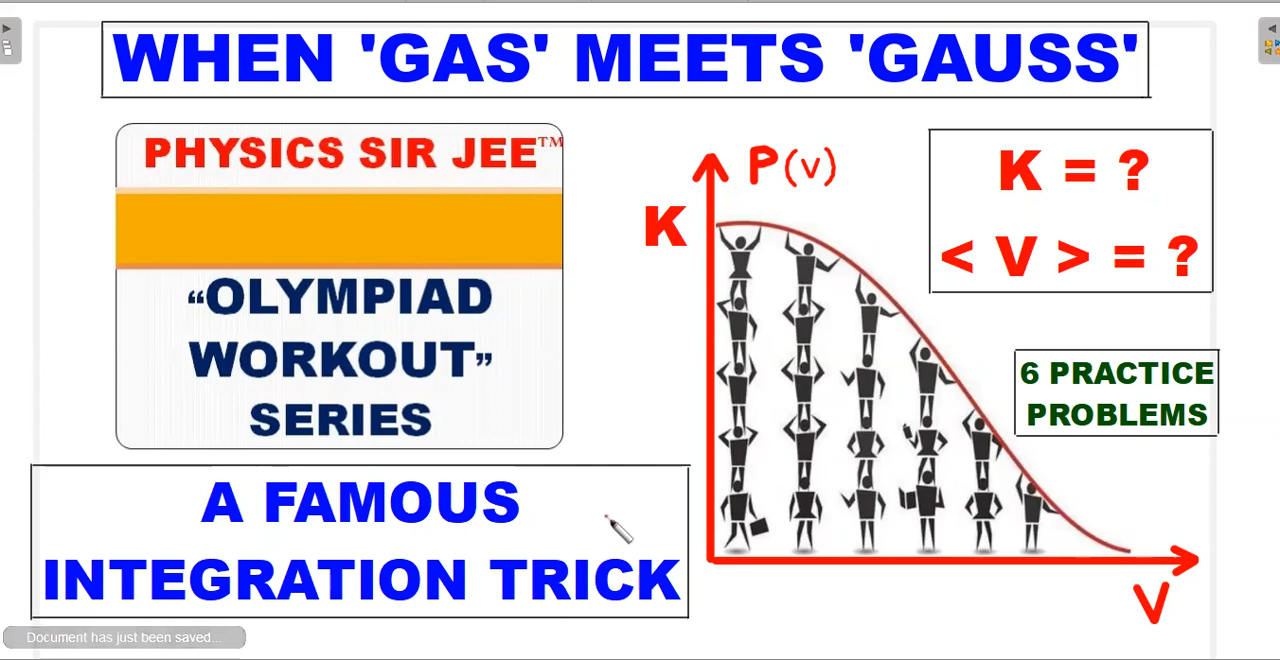 WHEN 'GAS' MEETS 'GAUSS'
PHYSICS SIR JEE™
“OLYMPIAD
WORKOUT”
SERIES
A FAMOUS
INTEGRATION TRICK
P(v)
K
K = ?
< V > = ?
6 PRACTICE
PROBLEMS
V
Document has just been saved...